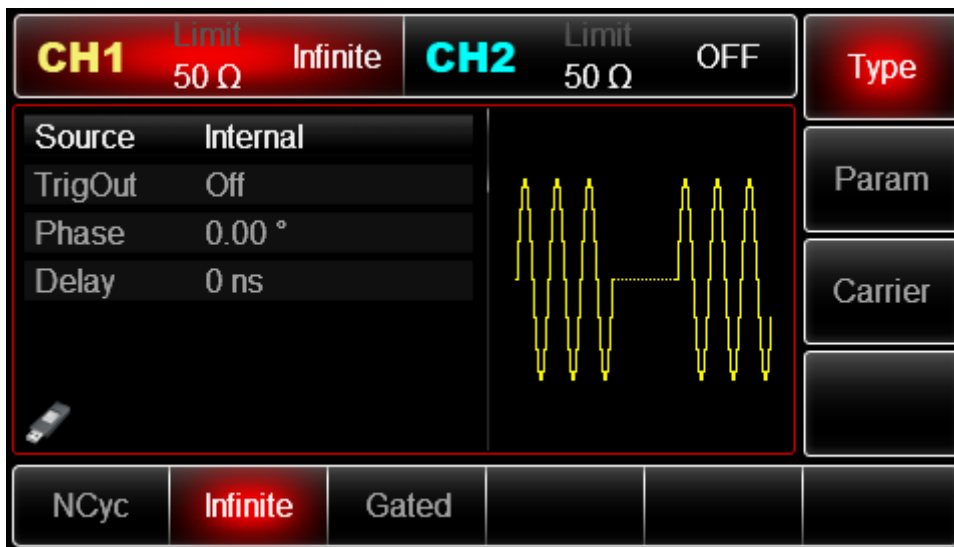 CH1 Limit 50 Ω Infinite CH2 Limit 50 Ω OFF Type
Source Internal
TrigOut Off
Phase 0.00 °
Delay 0 ns
Param
Carrier
NCyc Infinite Gated